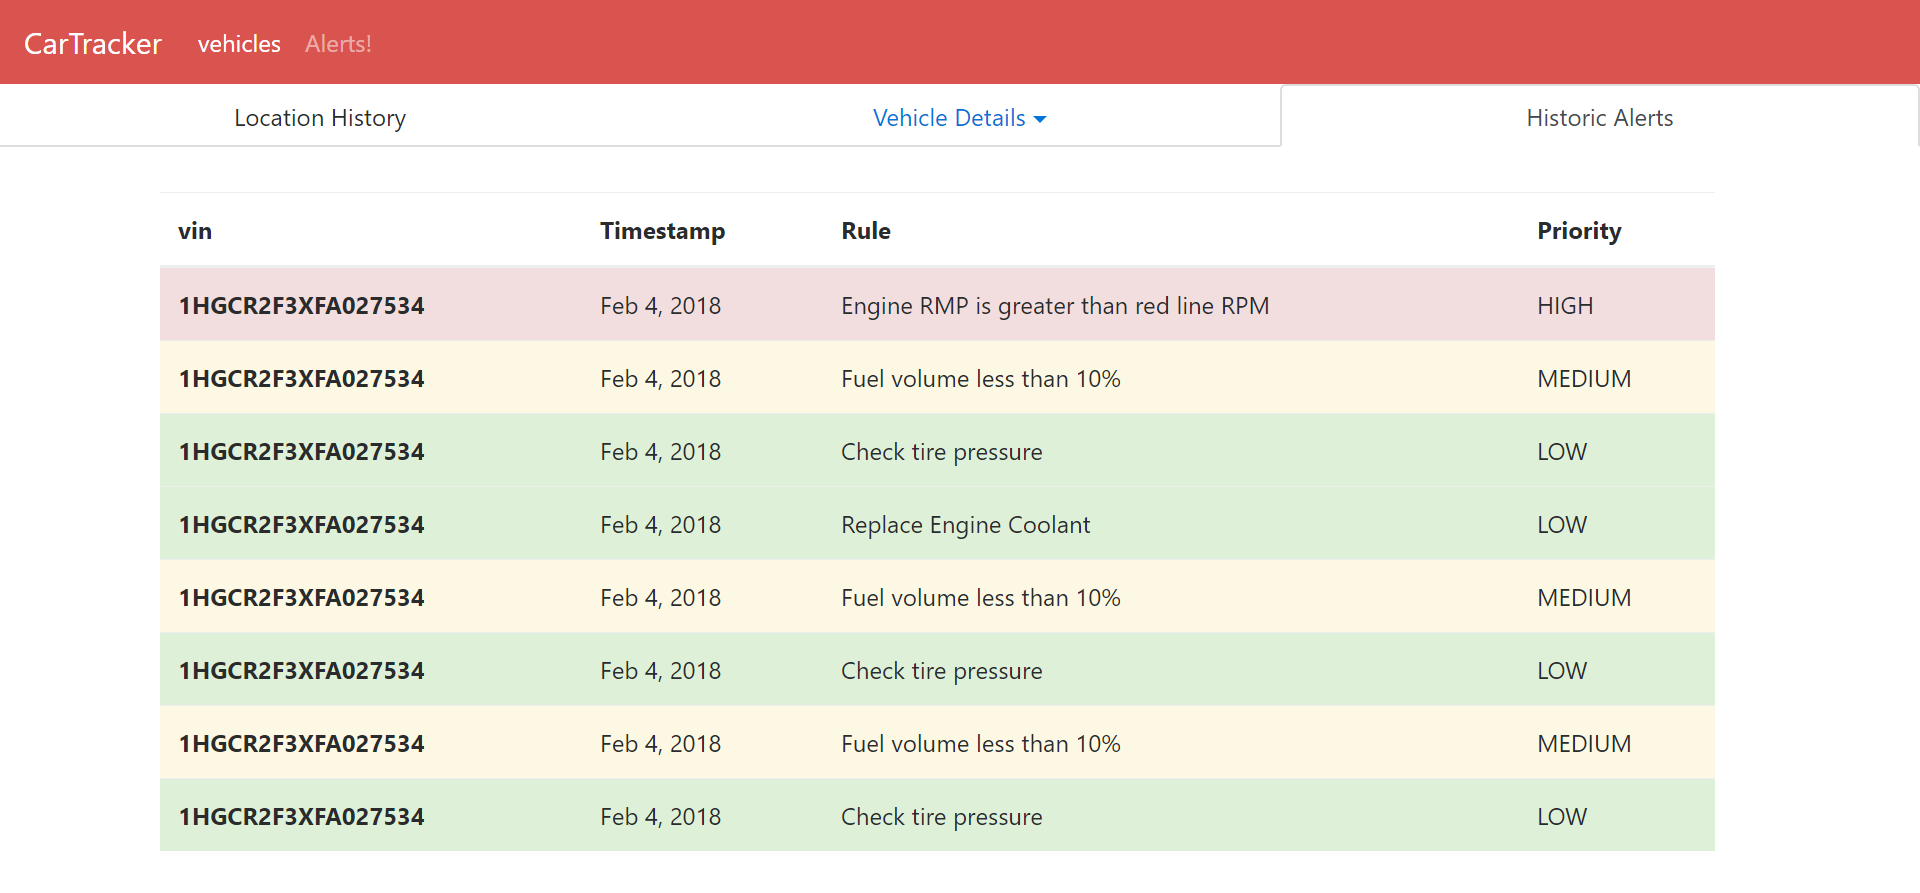 CarTracker vehicles Alerts!
Location History Vehicle Details Historic Alerts
vin Timestamp Rule Priority
1HGCR2F3XFA027534 Feb 4, 2018 Engine RMP is greater than red line RPM HIGH
1HGCR2F3XFA027534 Feb 4, 2018 Fuel volume less than 10% MEDIUM
1HGCR2F3XFA027534 Feb 4, 2018 Check tire pressure LOW
1HGCR2F3XFA027534 Feb 4, 2018 Replace Engine Coolant LOW
1HGCR2F3XFA027534 Feb 4, 2018 Fuel volume less than 10% MEDIUM
1HGCR2F3XFA027534 Feb 4, 2018 Check tire pressure LOW
1HGCR2F3XFA027534 Feb 4, 2018 Fuel volume less than 10% MEDIUM
1HGCR2F3XFA027534 Feb 4, 2018 Check tire pressure LOW